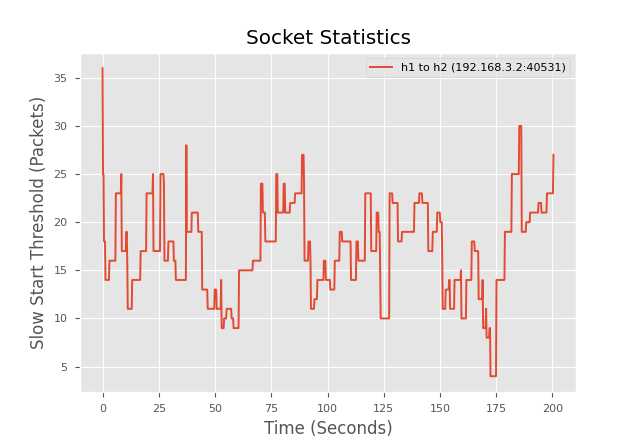 Socket Statistics
h1 to h2 (192.168.3.2:40531)
Slow Start Threshold (Packets)
35
30
25
20
15
10
5
0 25 50 75 100 125 150 175 200
Time (Seconds)